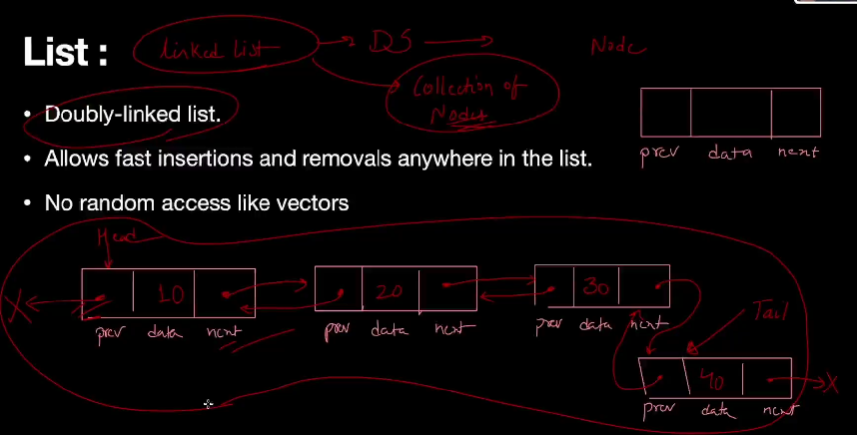 List :
linked list
DS
Node
Collection of
Nodes
• Doubly-linked list.
prev data next
• Allows fast insertions and removals anywhere in the list.
• No random access like vectors
Head
X
10
20
30
prev data next
prev data next
prev data next
Tail
40
X
prev data next